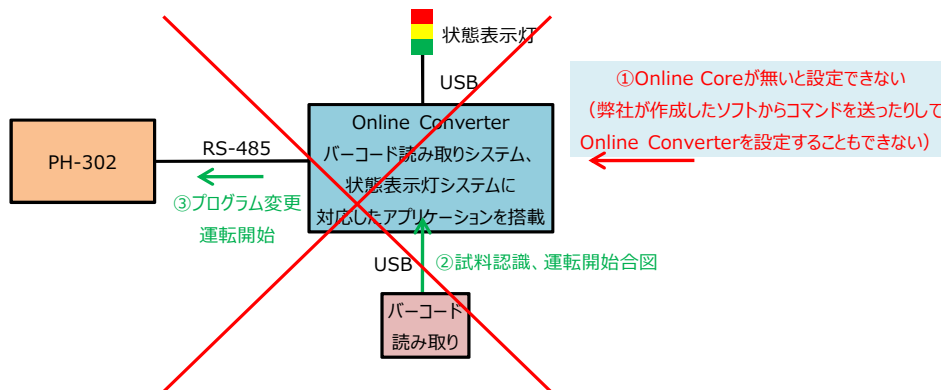 状態表示灯
USB
①Online Coreが無いと設定できない
（弊社が作成したソフトからコマンドを送ったりして
Online Converterを設定することもできない）
Online Converter
バーコード読み取りシステム、
状態表示灯システムに
対応したアプリケーションを搭載
PH-302
RS-485
③プログラム変更
運転開始
USB
②試料認識、運転開始合図
バーコード
読み取り